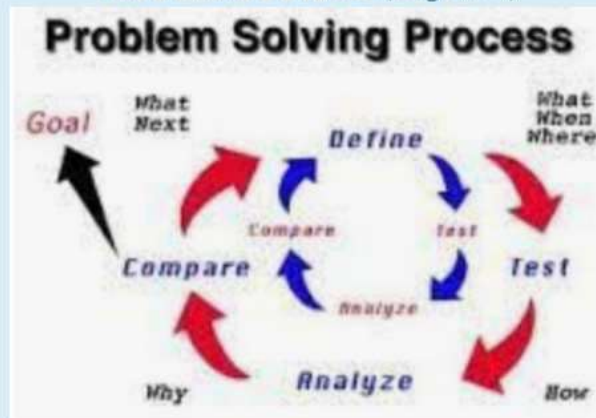 Problem Solving Process
What
Next
Goal
What
When
Where
Define
Compare
Test
Compare
Test
Analyze
Analyze
Why
How